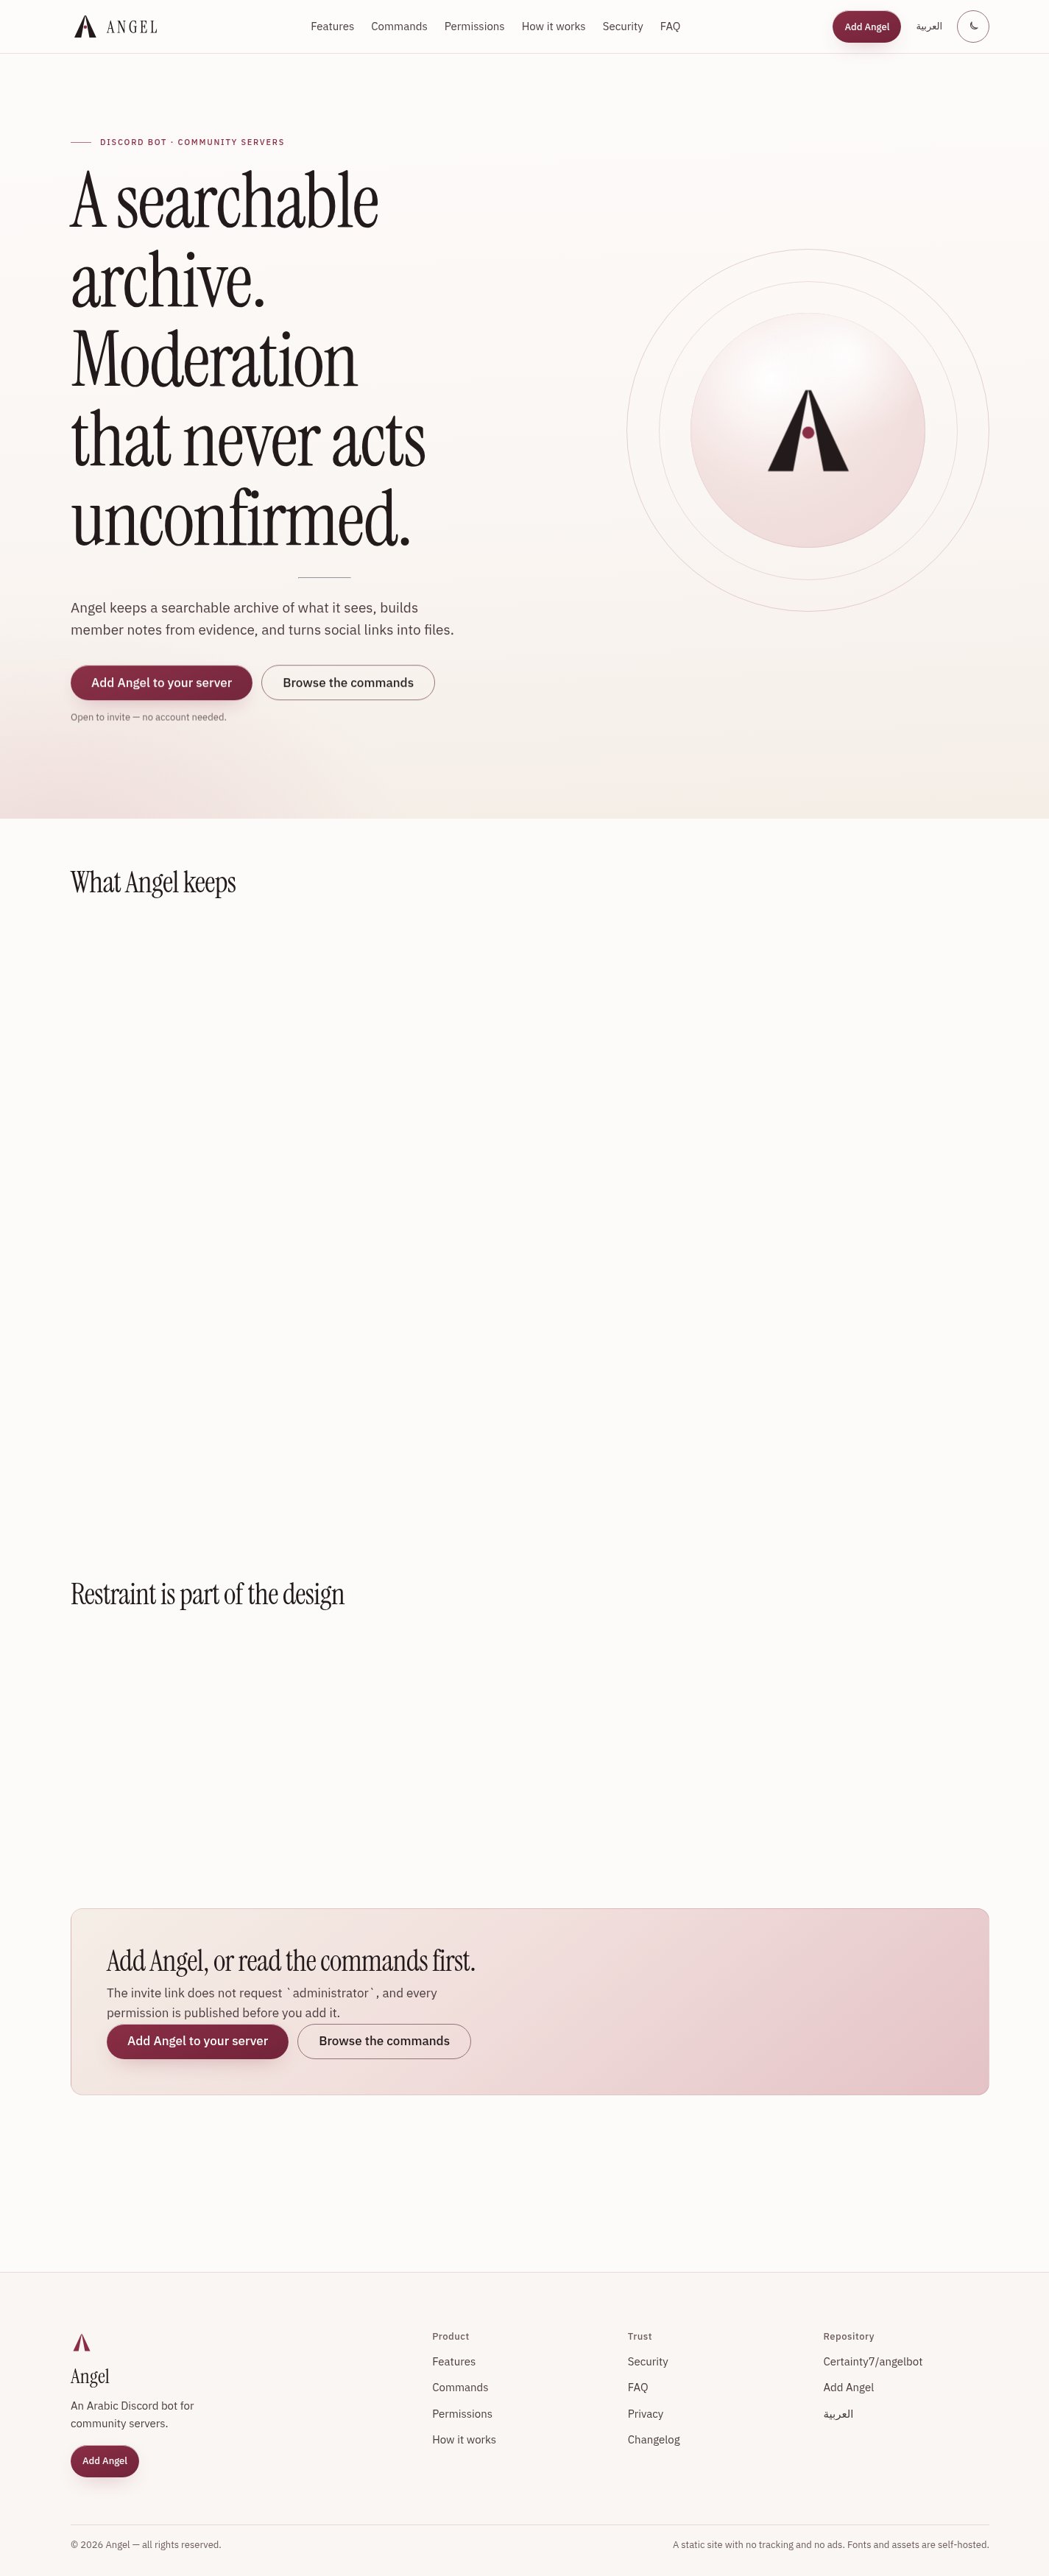 ANGEL
Features Commands Permissions How it works Security FAQ
Add Angel العربية
DISCORD BOT · COMMUNITY SERVERS
A searchable
archive.
Moderation
that never acts
unconfirmed.
Angel keeps a searchable archive of what it sees, builds
member notes from evidence, and turns social links into files.
Add Angel to your server Browse the commands
Open to invite — no account needed.
What Angel keeps
Restraint is part of the design
Add Angel, or read the commands first.
The invite link does not request `administrator`, and every
permission is published before you add it.
Add Angel to your server Browse the commands
Angel
An Arabic Discord bot for
community servers.
Add Angel
Product
Features
Commands
Permissions
How it works
Trust
Security
FAQ
Privacy
Changelog
Repository
Certainty7/angelbot
Add Angel
العربية
© 2026 Angel — all rights reserved.
A static site with no tracking and no ads. Fonts and assets are self-hosted.